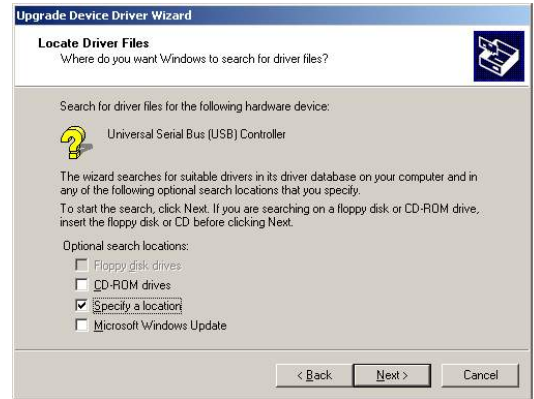 Upgrade Device Driver Wizard
Locate Driver Files
Where do you want Windows to search for driver files?
Search for driver files for the following hardware device:
Universal Serial Bus (USB) Controller
The wizard searches for suitable drivers in its driver database on your computer and in
any of the following optional search locations that you specify.
To start the search, click Next. If you are searching on a floppy disk or CD-ROM drive,
insert the floppy disk or CD before clicking Next.
Optional search locations:
Floppy disk drives
CD-ROM drives
Specify a location
Microsoft Windows Update
< Back Next > Cancel